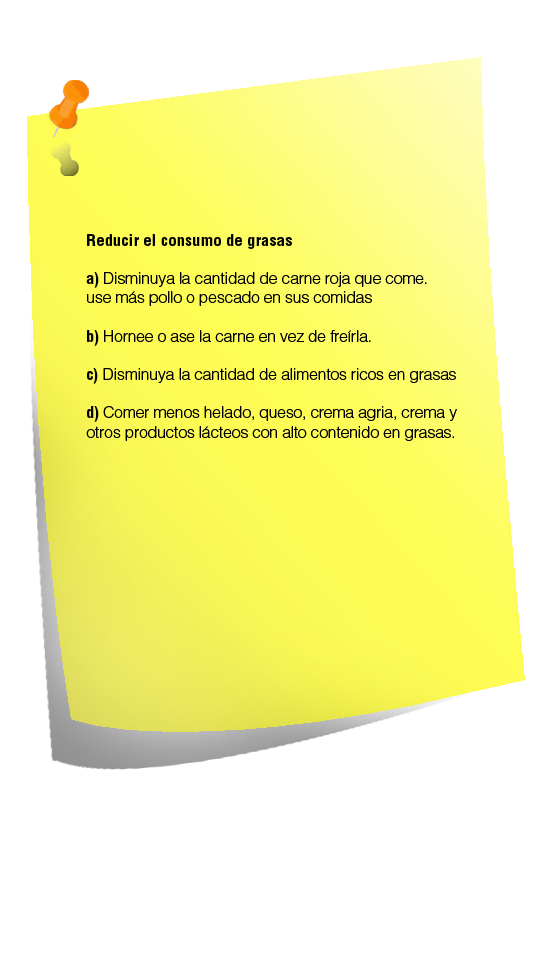 Reducir el consumo de grasas
a) Disminuya la cantidad de carne roja que come.
use más pollo o pescado en sus comidas
b) Hornee o ase la carne en vez de freírla.
c) Disminuya la cantidad de alimentos ricos en grasas
d) Comer menos helado, queso, crema agria, crema y
otros productos lácteos con alto contenido en grasas.